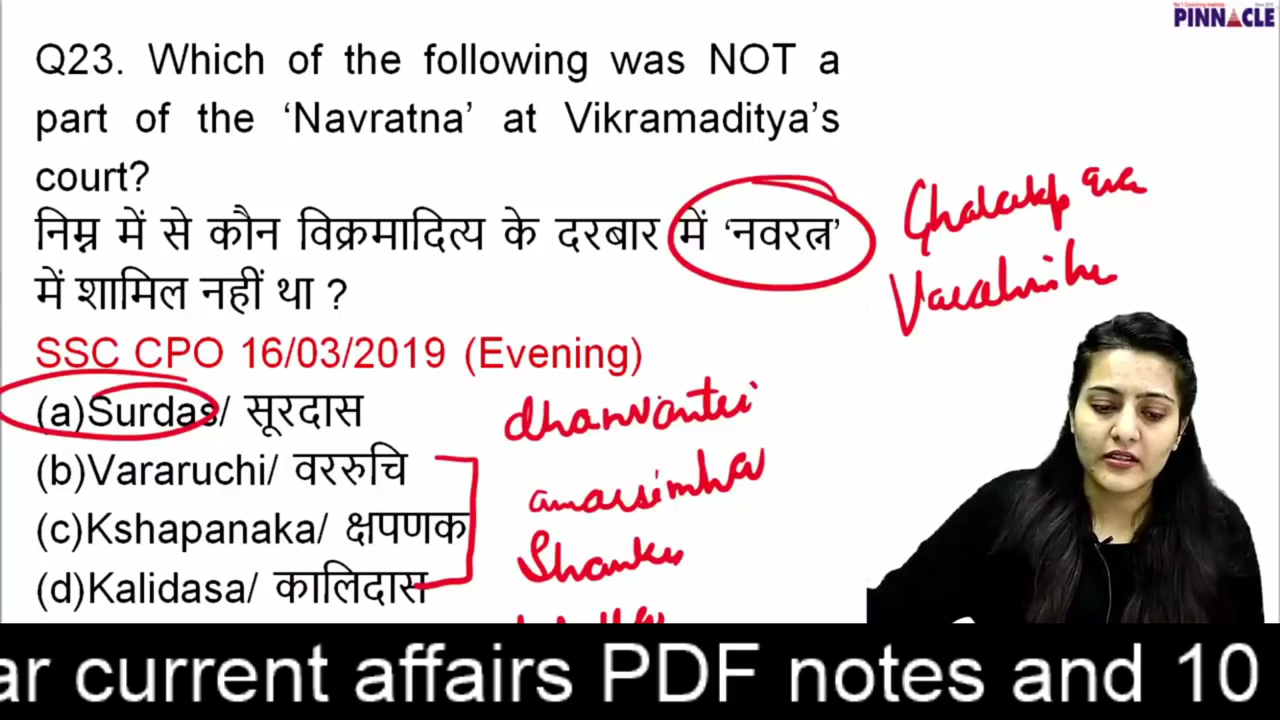 PINNACLE
Q23. Which of the following was NOT a
part of the ‘Navratna’ at Vikramaditya’s
court?
निम्न में से कौन विक्रमादित्य के दरबार में ‘नवरत्न’
में शामिल नहीं था ?
SSC CPO 16/03/2019 (Evening)
(a)Surdas/ सूरदास
(b)Vararuchi/ वररुचि
(c)Kshapanaka/ क्षपणक
(d)Kalidasa/ कालिदास
dhanvantri
amarsimha
Shanku
ar current affairs PDF notes and 10